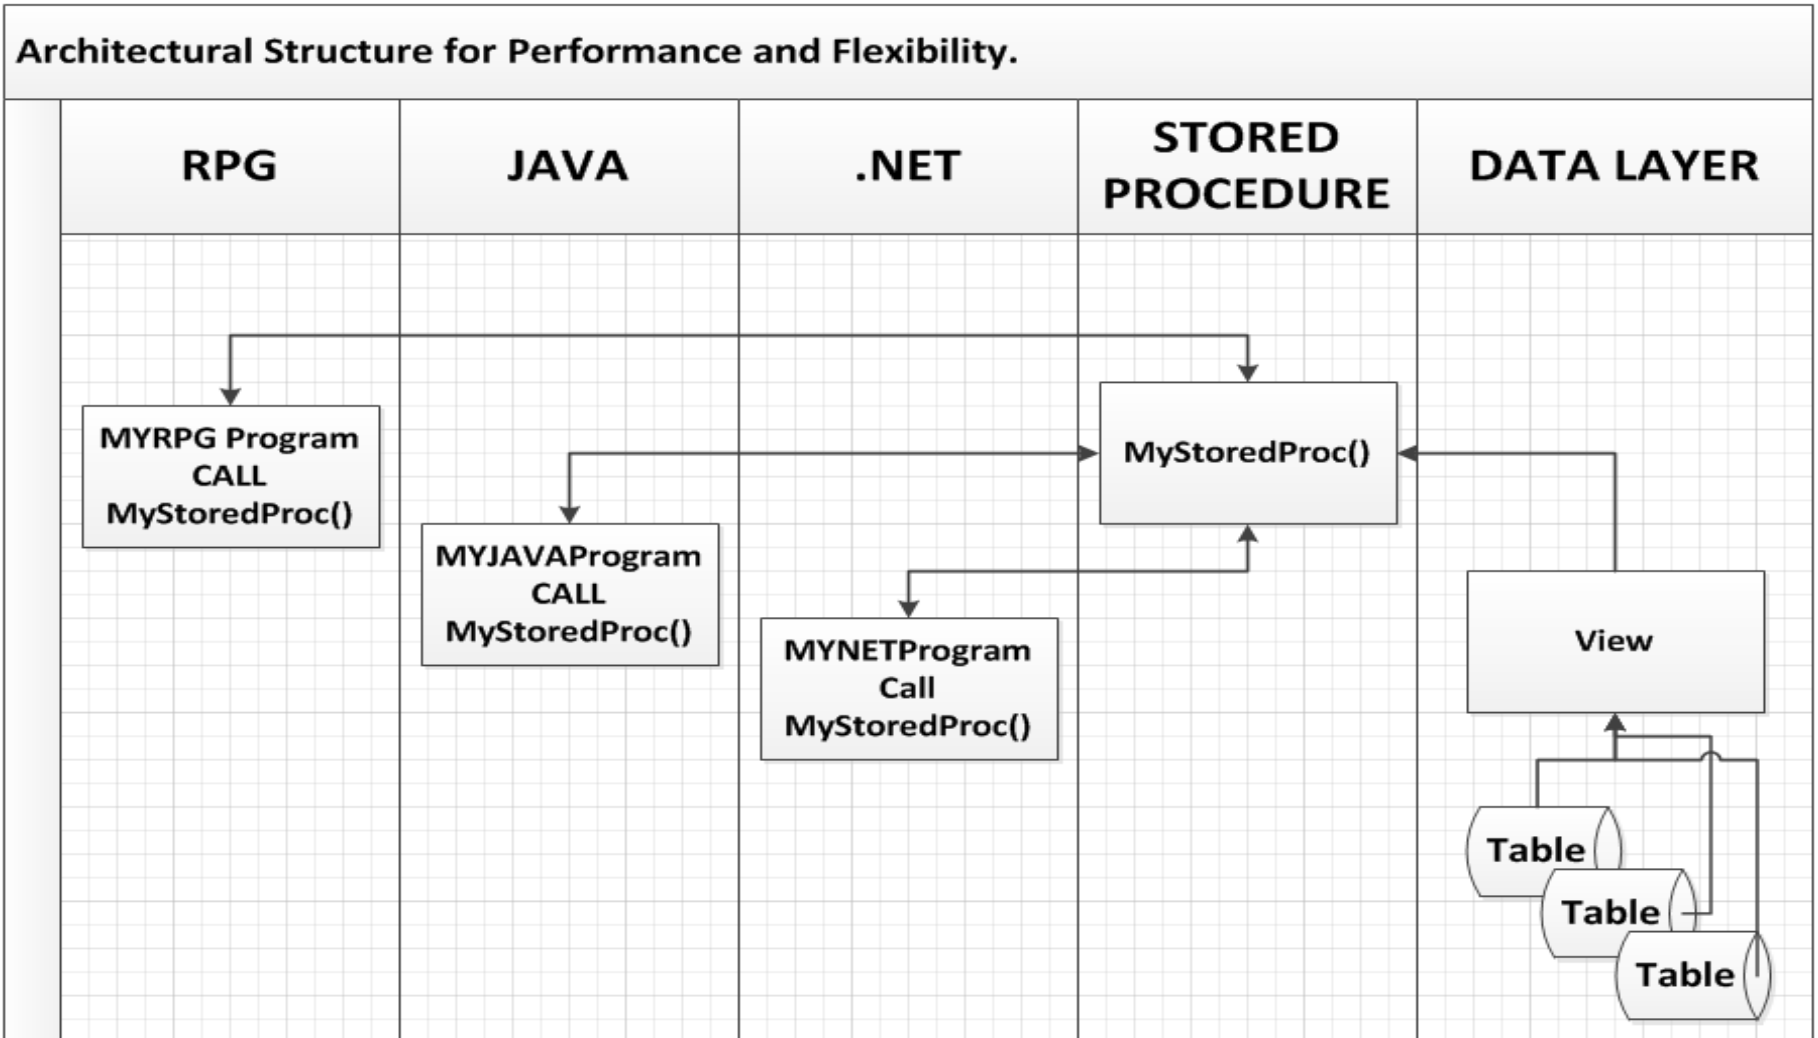 Architectural Structure for Performance and Flexibility.
RPG
JAVA
.NET
STORED
PROCEDURE
DATA LAYER
MYRPG Program
CALL
MyStoredProc()
MYJAVAProgram
CALL
MyStoredProc()
MYNETProgram
Call
MyStoredProc()
MyStoredProc()
View
Table
Table
Table